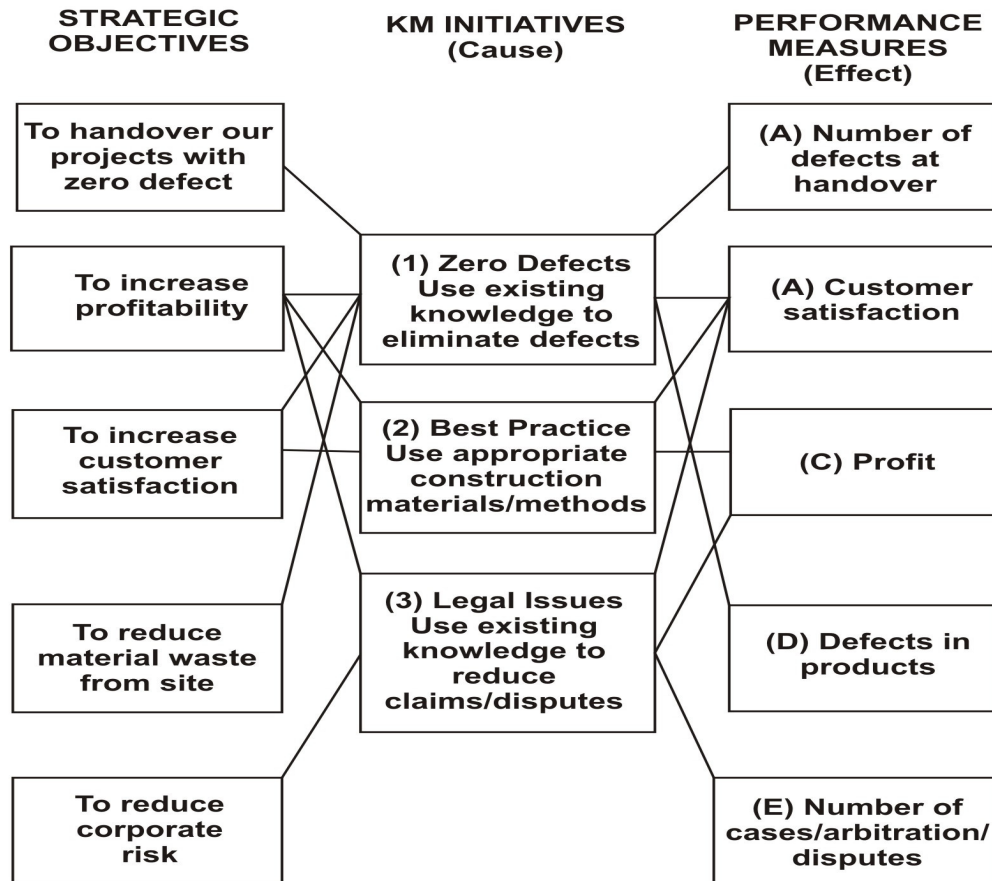 STRATEGIC
OBJECTIVES
KM INITIATIVES
(Cause)
PERFORMANCE
MEASURES
(Effect)
To handover our
projects with
zero defect
To increase
profitability
To increase
customer
satisfaction
To reduce
material waste
from site
To reduce
corporate
risk
(1) Zero Defects
Use existing
knowledge to
eliminate defects
(2) Best Practice
Use appropriate
construction
materials/methods
(3) Legal Issues
Use existing
knowledge to
reduce
claims/disputes
(A) Number of
defects at
handover
(A) Customer
satisfaction
(C) Profit
(D) Defects in
products
(E) Number of
cases/arbitration/
disputes